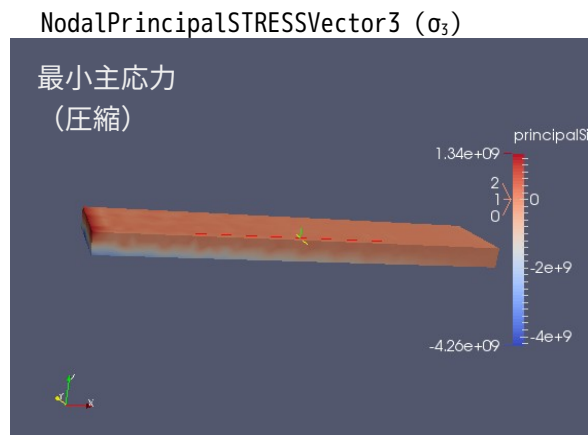 NodalPrincipalSTRESSVector3 (σ₃)
最小主応力
（圧縮）
principalSi
1.34e+09
2
1
0
0
-2e+9
-4e+9
-4.26e+09
X